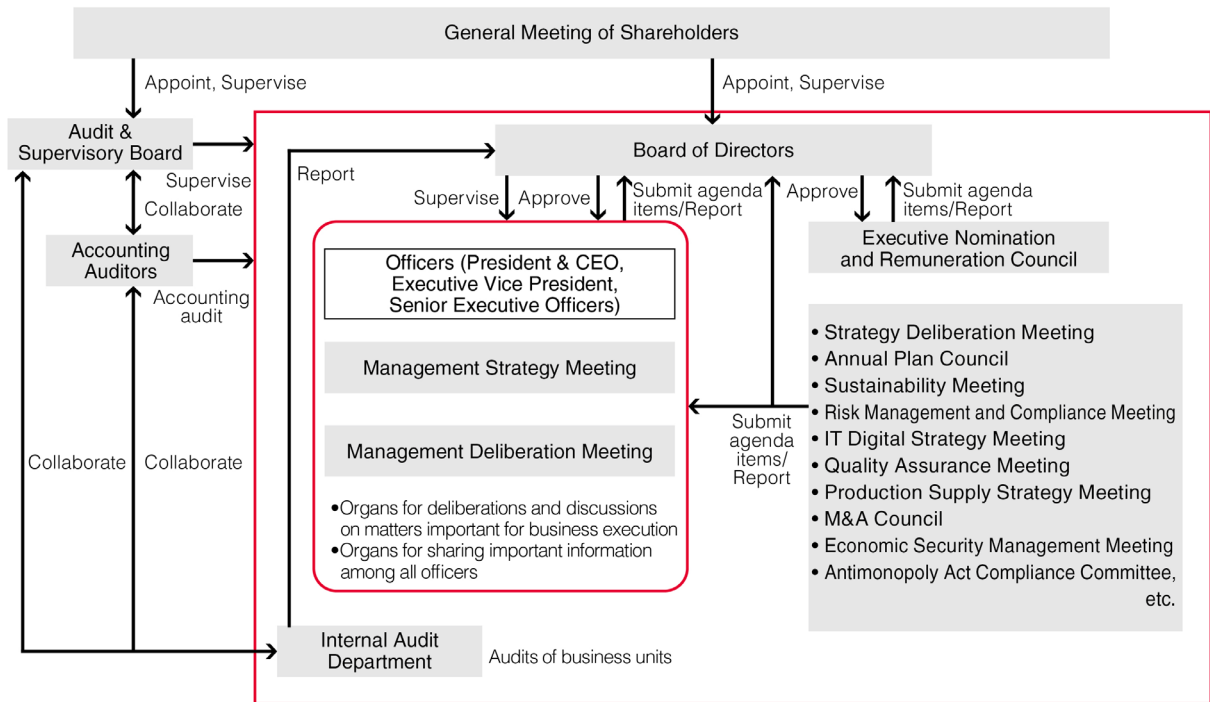 General Meeting of Shareholders
Appoint, Supervise
Appoint, Supervise
Audit &
Supervisory Board
Board of Directors
Supervise
Collaborate
Report
Supervise
Approve
Submit agenda
items/Report
Approve
Submit agenda
items/Report
Accounting
Auditors
Accounting
audit
Executive Nomination
and Remuneration Council
Officers (President & CEO,
Executive Vice President,
Senior Executive Officers)
Management Strategy Meeting
Management Deliberation Meeting
•Organs for deliberations and discussions
on matters important for business execution
•Organs for sharing important information
among all officers
Submit
agenda
items/
Report
• Strategy Deliberation Meeting
• Annual Plan Council
• Sustainability Meeting
• Risk Management and Compliance Meeting
• IT Digital Strategy Meeting
• Quality Assurance Meeting
• Production Supply Strategy Meeting
• M&A Council
• Economic Security Management Meeting
• Antimonopoly Act Compliance Committee,
etc.
Collaborate
Collaborate
Internal Audit
Department
Audits of business units